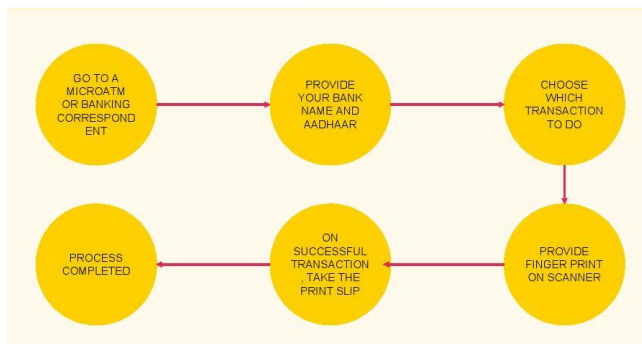 GO TO A
MICROATM
OR BANKING
CORRESPOND
ENT
PROVIDE
YOUR BANK
NAME AND
AADHAAR
CHOOSE
WHICH
TRANSACTION
TO DO
PROVIDE
FINGER PRINT
ON SCANNER
ON
SUCCESSFUL
TRANSACTION
, TAKE THE
PRINT SLIP
PROCESS
COMPLETED